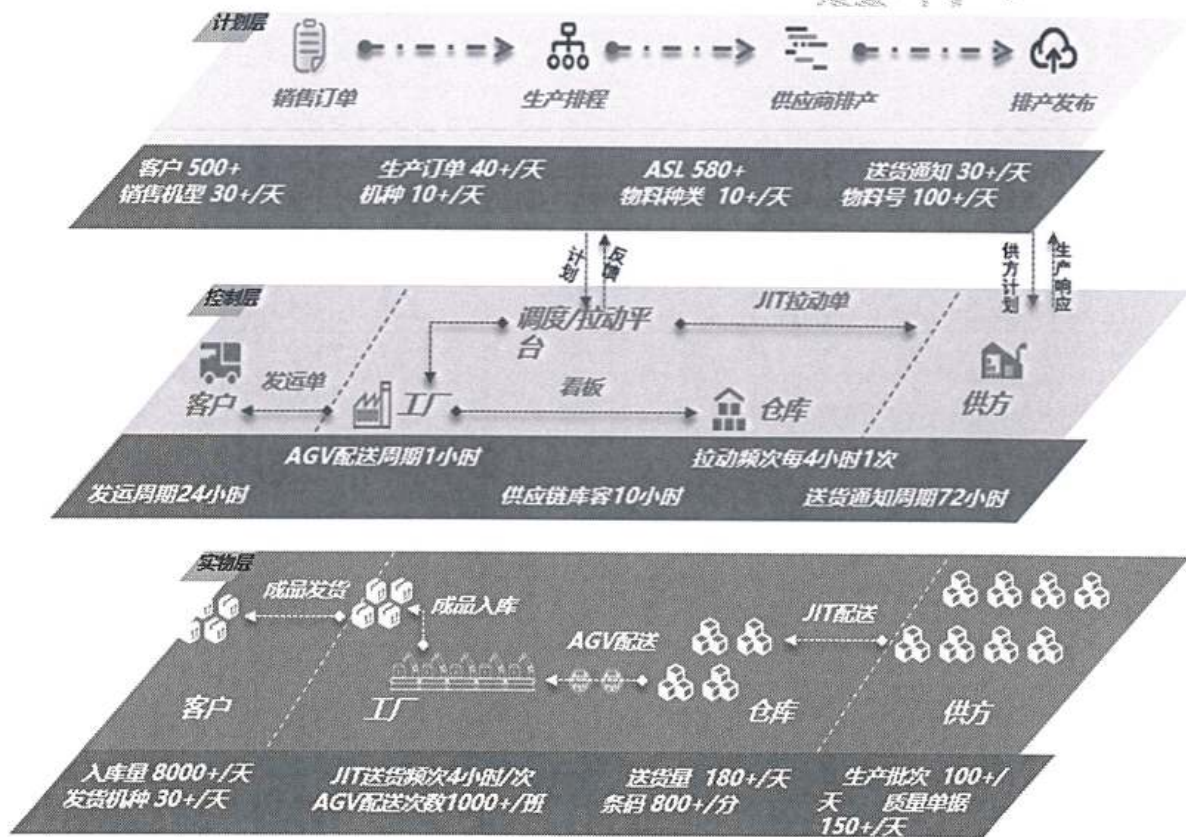 计划层
销售订单
生产排程
供应商排产
排产发布
客户 500+
销售机型 30+/天
生产订单 40+/天
机种 10+/天
ASL 580+
物料种类 10+/天
送货通知 30+/天
物料号 100+/天
计划
反馈
供方计划
生产响应
控制层
调度/拉动平
台
JIT拉动单
客户
发运单
工厂
看板
仓库
供方
AGV配送周期1小时
拉动频次每4小时1次
发运周期24小时
供应链库容10小时
送货通知周期72小时
实物层
成品发货
成品入库
AGV配送
JIT配送
客户
工厂
仓库
供方
入库量 8000+/天
发货机种 30+/天
JIT送货频次4小时/次
AGV配送次数1000+/班
送货量 180+/天
条码 800+/分
生产批次 100+/
天 质量单据
150+/天